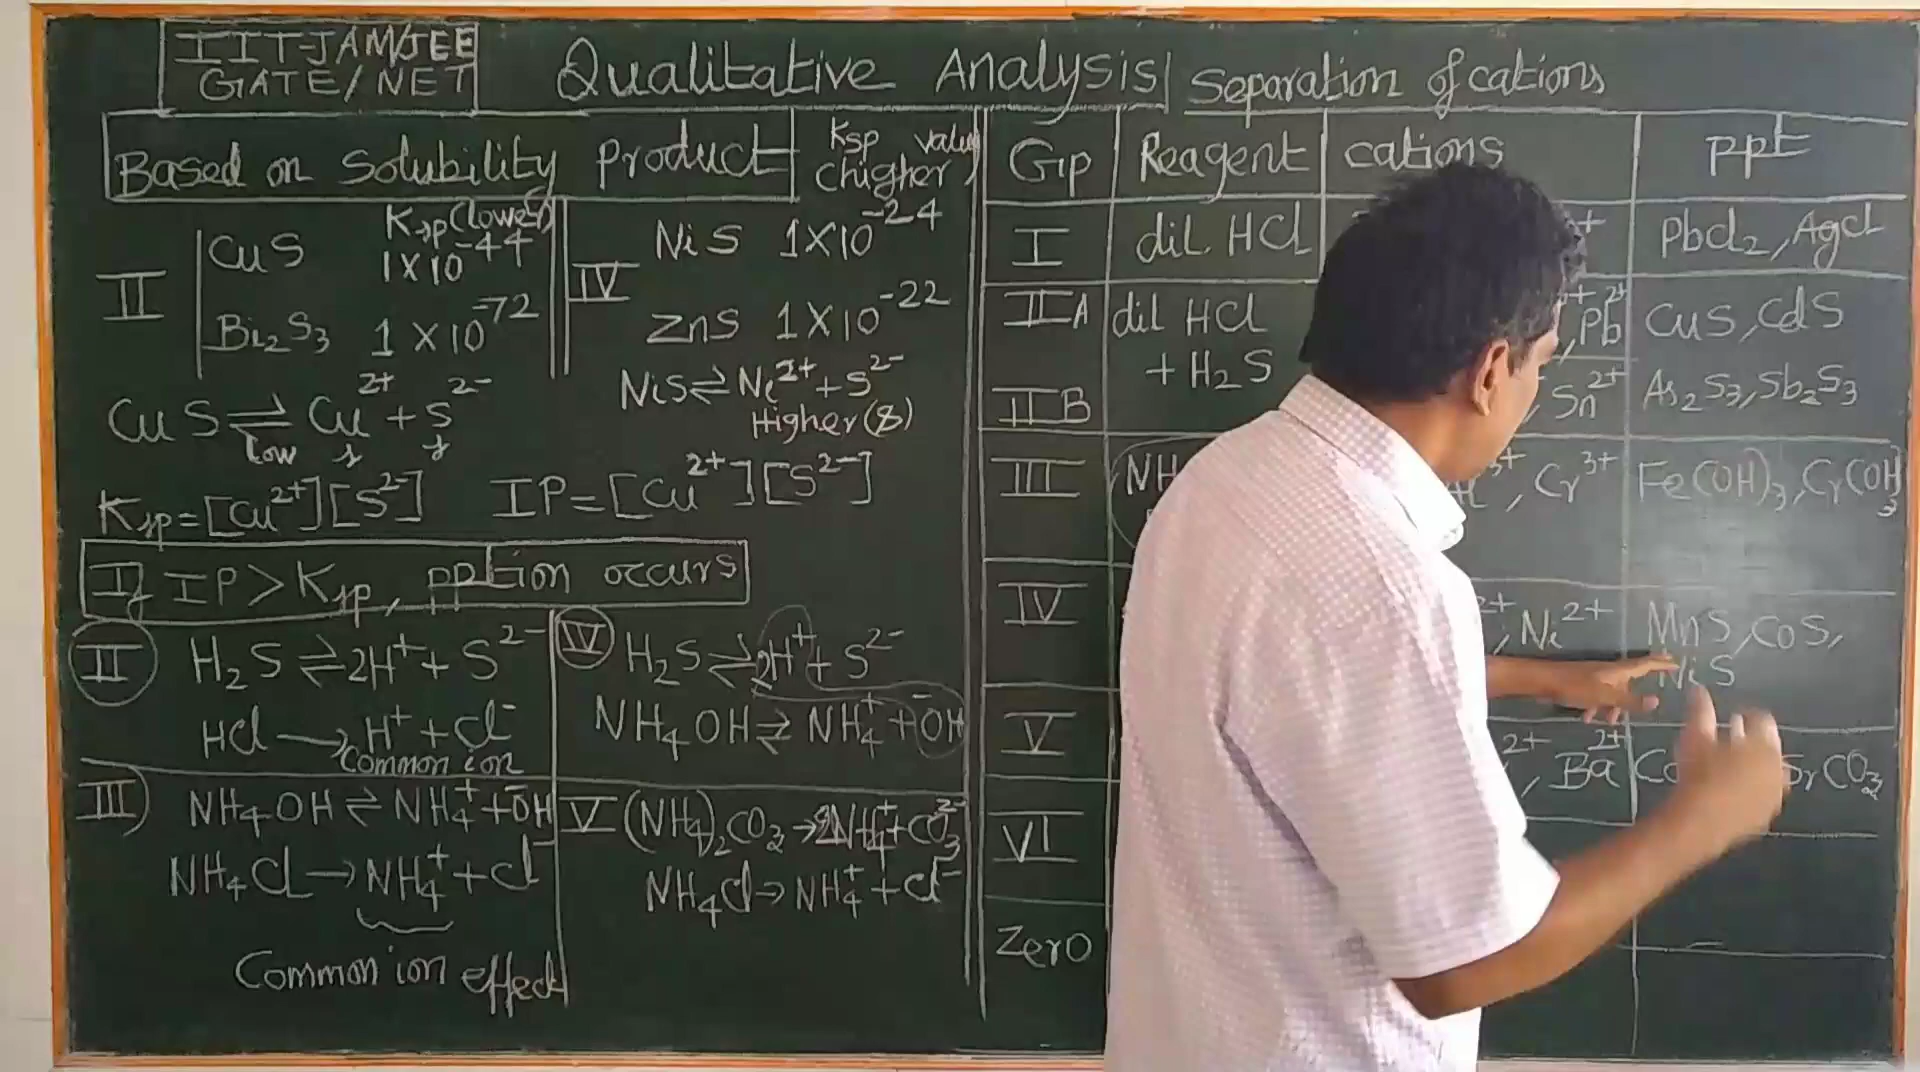 IIT-JAM/JEE
GATE/NET
Qualitative Analysis
Separation of cations
Based on Solubility Product
Ksp value
(higher)
II
CuS
Ksp (lower)
1×10⁻⁴⁴
Bi₂S₃ 1×10⁻⁷²
IV
NiS 1×10⁻²⁴
ZnS 1×10⁻²²
CuS ⇌ Cu²⁺ + S²⁻
low s s
NiS ⇌ Ni²⁺ + S²⁻
Higher (8)
Ksp = [Cu²⁺][S²⁻] IP = [Cu²⁺][S²⁻]
If IP > Ksp, pption occurs
II
H₂S ⇌ 2H⁺ + S²⁻
HCl → H⁺ + Cl⁻
Common ion
IV
H₂S ⇌ 2H⁺ + S²⁻
NH₄OH ⇌ NH₄⁺ + OH⁻
III)
NH₄OH ⇌ NH₄⁺ + OH⁻
NH₄Cl → NH₄⁺ + Cl⁻
Common ion effect
V (NH₄)₂CO₃ → 2NH₄⁺ + CO₃²⁻
NH₄Cl → NH₄⁺ + Cl⁻
Grp Reagent cations ppt
I dil. HCl PbCl₂, AgCl
IIA dil HCl , Pb²⁺ CuS, CdS
+ H₂S
IIB , Sn²⁺ As₂S₃, Sb₂S₃
III NH , Cr³⁺ Fe(OH)₃, Cr(OH)₃
IV , Ni²⁺ MnS, CoS,
NiS
V , Ba²⁺ SrCO₃
VI
Zero